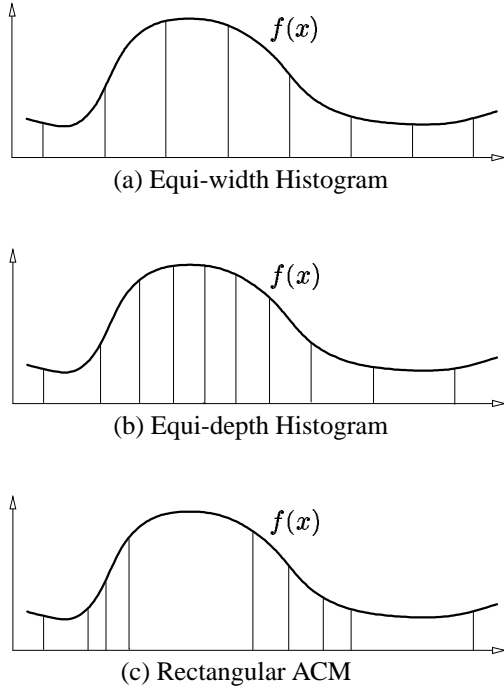 f(x)
(a) Equi-width Histogram
f(x)
(b) Equi-depth Histogram
f(x)
(c) Rectangular ACM